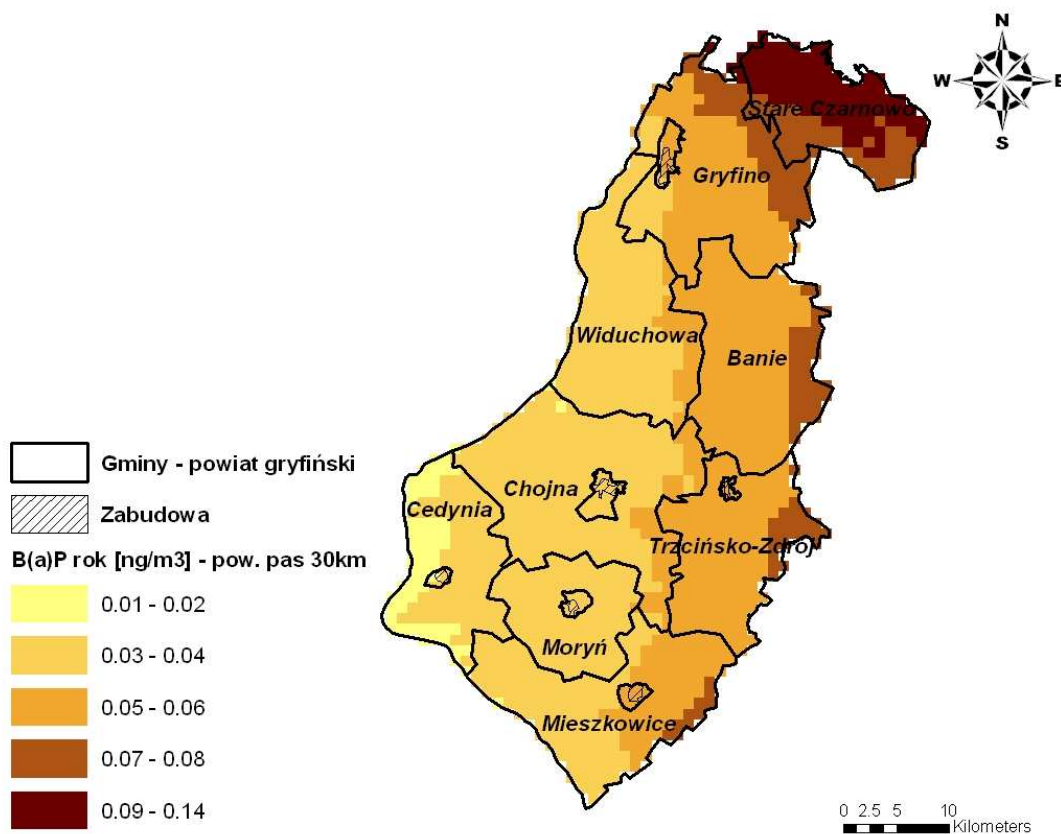 N
W E
S
Stare Czarnowo
Gryfino
Widuchowa
Banie
Chojna
Cedynia
Trzcińsko-Zdrój
Moryń
Mieszkowice
Gminy - powiat gryfiński
Zabudowa
B(a)P rok [ng/m3] - pow. pas 30km
0.01 - 0.02
0.03 - 0.04
0.05 - 0.06
0.07 - 0.08
0.09 - 0.14
0 2.5 5 10
Kilometers